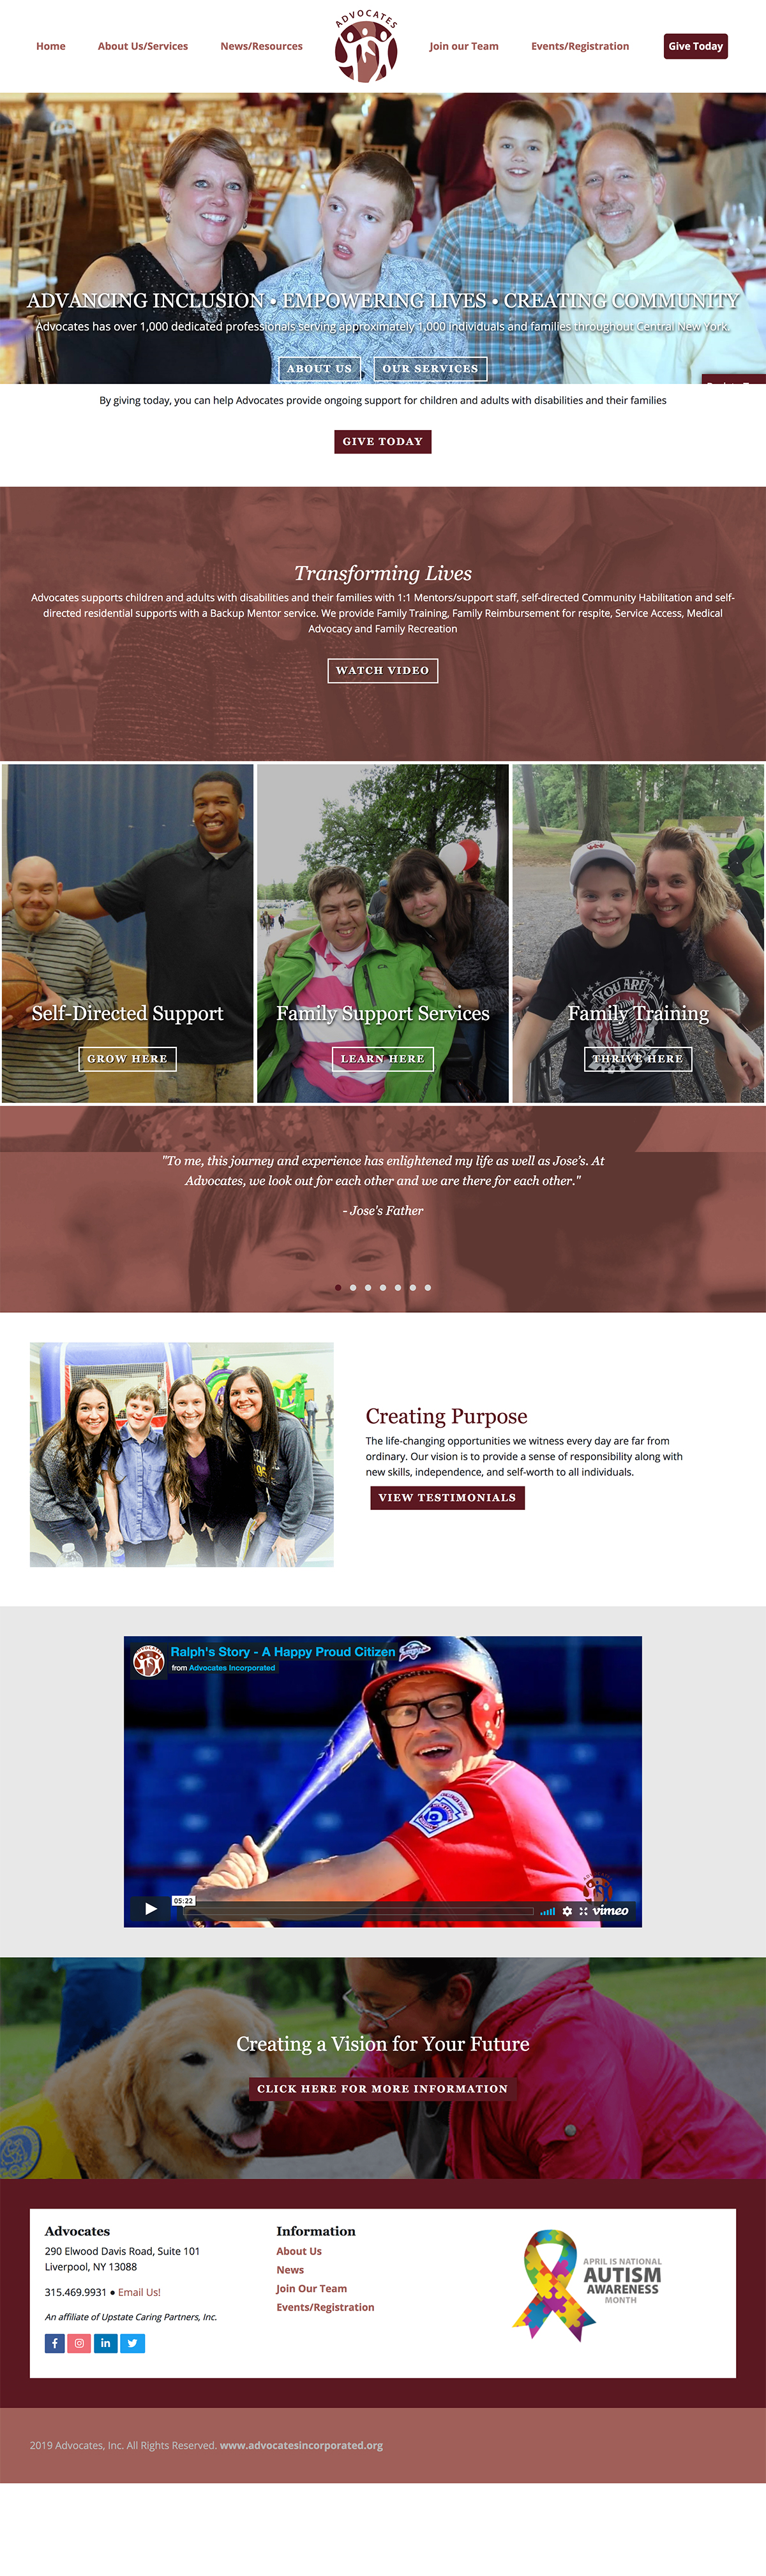 ADVOCATES
Home
About Us/Services
News/Resources
Join our Team
Events/Registration
Give Today
ADVANCING INCLUSION • EMPOWERING LIVES • CREATING COMMUNITY
Advocates has over 1,000 dedicated professionals serving approximately 1,000 individuals and families throughout Central New York.
ABOUT US
OUR SERVICES
By giving today, you can help Advocates provide ongoing support for children and adults with disabilities and their families
GIVE TODAY
Transforming Lives
Advocates supports children and adults with disabilities and their families with 1:1 Mentors/support staff, self-directed Community Habilitation and self-
directed residential supports with a Backup Mentor service. We provide Family Training, Family Reimbursement for respite, Service Access, Medical
Advocacy and Family Recreation
WATCH VIDEO
YOU ARE
Self-Directed Support
Family Support Services
Family Training
GROW HERE
LEARN HERE
THRIVE HERE
"To me, this journey and experience has enlightened my life as well as Jose’s. At
Advocates, we look out for each other and we are there for each other."
- Jose’s Father
Creating Purpose
The life-changing opportunities we witness every day are far from
ordinary. Our vision is to provide a sense of responsibility along with
new skills, independence, and self-worth to all individuals.
VIEW TESTIMONIALS
Ralph's Story - A Happy Proud Citizen
from Advocates Incorporated
05:22
vimeo
Creating a Vision for Your Future
CLICK HERE FOR MORE INFORMATION
Advocates
290 Elwood Davis Road, Suite 101
Liverpool, NY 13088
315.469.9931 • Email Us!
An affiliate of Upstate Caring Partners, Inc.
Information
About Us
News
Join Our Team
Events/Registration
APRIL IS NATIONAL
AUTISM
AWARENESS
MONTH
2019 Advocates, Inc. All Rights Reserved. www.advocatesincorporated.org